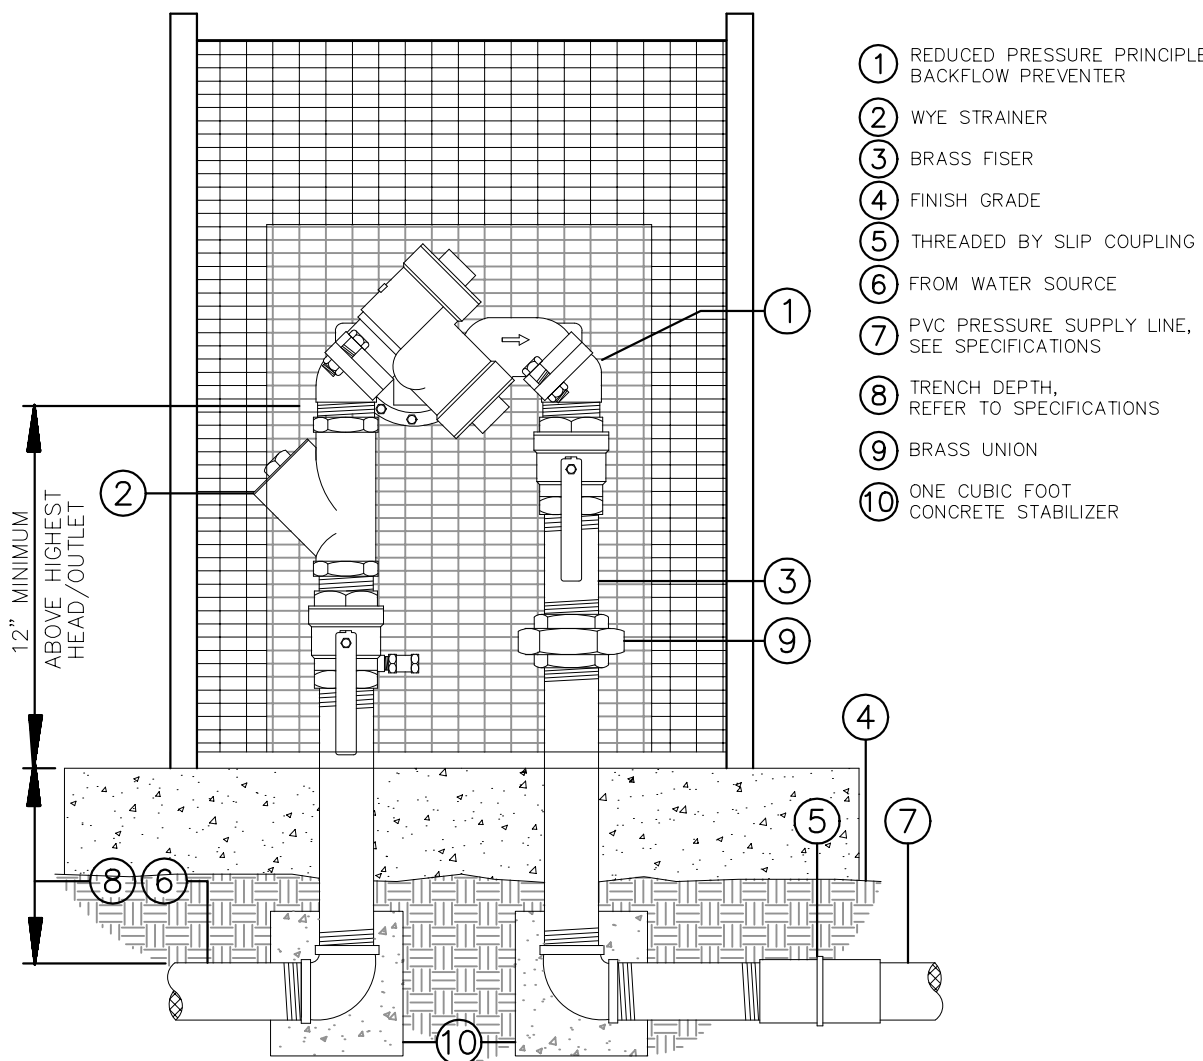 1 REDUCED PRESSURE PRINCIPLE
BACKFLOW PREVENTER
2 WYE STRAINER
3 BRASS FISER
4 FINISH GRADE
5 THREADED BY SLIP COUPLING
6 FROM WATER SOURCE
7 PVC PRESSURE SUPPLY LINE,
SEE SPECIFICATIONS
8 TRENCH DEPTH,
REFER TO SPECIFICATIONS
9 BRASS UNION
10 ONE CUBIC FOOT
CONCRETE STABILIZER
1
2
12" MINIMUM
ABOVE HIGHEST
HEAD/OUTLET
3
9
4
5
7
8
6
10